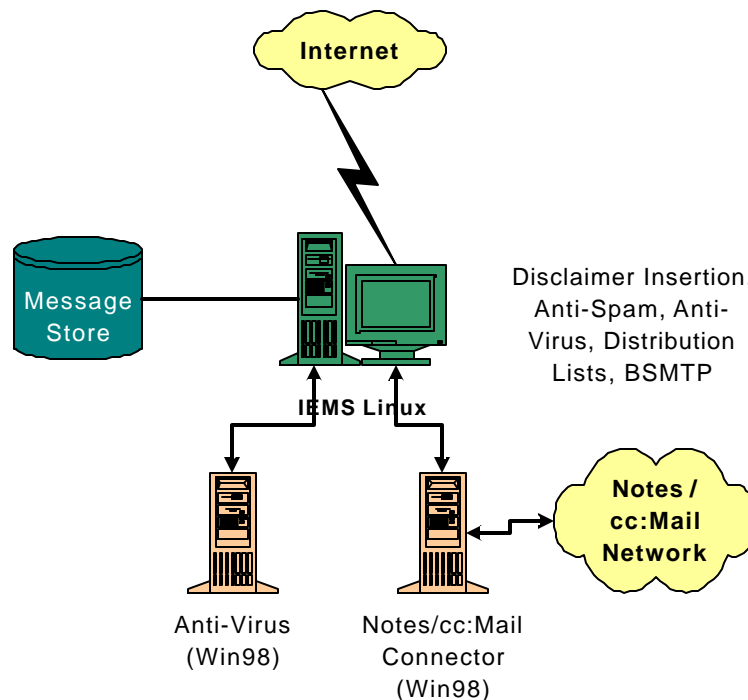 Internet
Message
Store
Disclaimer Insertion,
Anti-Spam, Anti-
Virus, Distribution
Lists, BSMTP
IEMS Linux
Notes /
cc:Mail
Network
Anti-Virus
(Win98)
Notes/cc:Mail
Connector
(Win98)